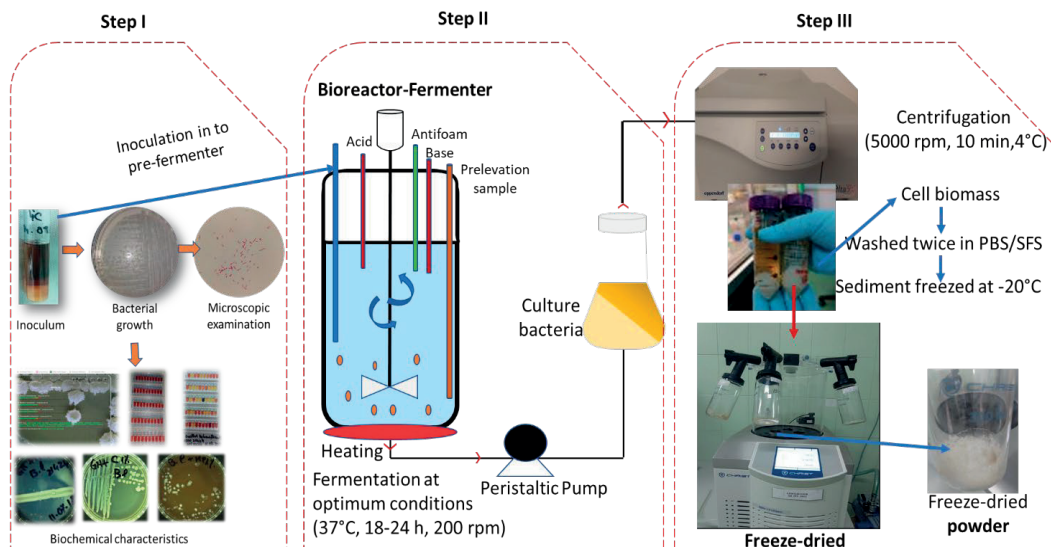 Step I
Step II
Step III
Inoculation in to
pre-fermenter
Inoculum
Bacterial
growth
Microscopic
examination
Biochemical characteristics
Bioreactor-Fermenter
Acid
Antifoam
Base
Prelevation
sample
Heating
Fermentation at
optimum conditions
(37°C, 18-24 h, 200 rpm)
Peristaltic Pump
Culture
bacteria
Centrifugation
(5000 rpm, 10 min,4°C)
Cell biomass
Washed twice in PBS/SFS
Sediment freezed at -20°C
Freeze-dried
Freeze-dried
powder